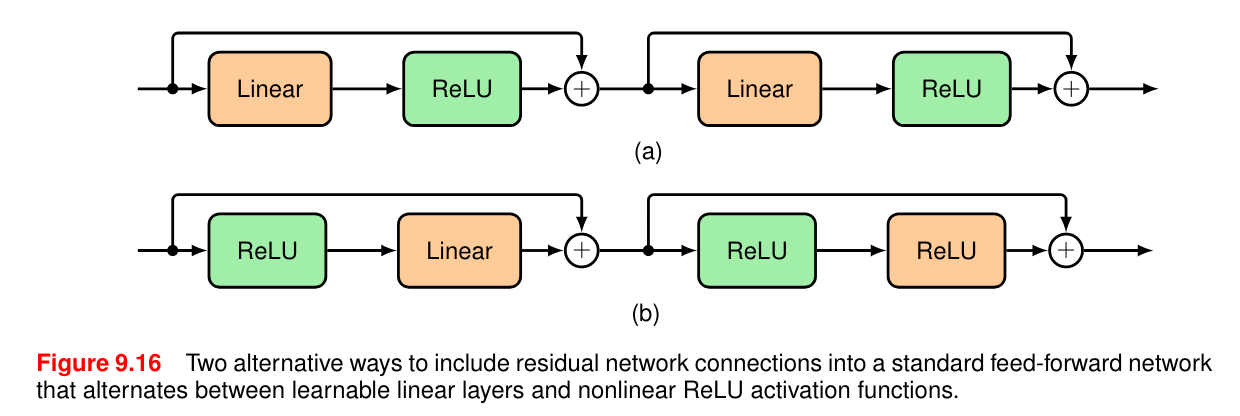 Linear ReLU + Linear ReLU +
(a)
ReLU Linear + ReLU ReLU +
(b)
Figure 9.16 Two alternative ways to include residual network connections into a standard feed-forward network
that alternates between learnable linear layers and nonlinear ReLU activation functions.